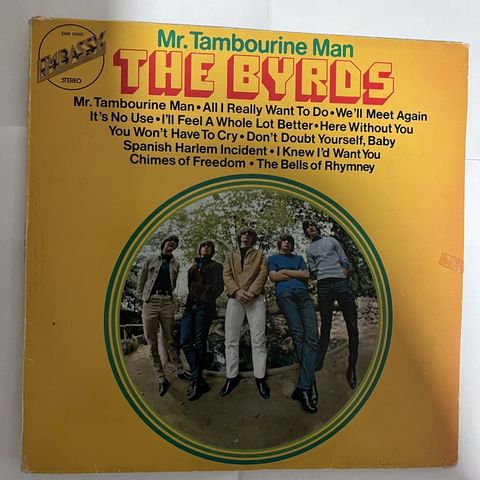 EMB 31057
EMBASSY
STEREO
Mr. Tambourine Man
THE BYRDS
Mr. Tambourine Man • All I Really Want To Do • We'll Meet Again
It's No Use • I'll Feel A Whole Lot Better • Here Without You
You Won't Have To Cry • Don't Doubt Yourself, Baby
Spanish Harlem Incident • I Knew I'd Want You
Chimes of Freedom • The Bells of Rhymney